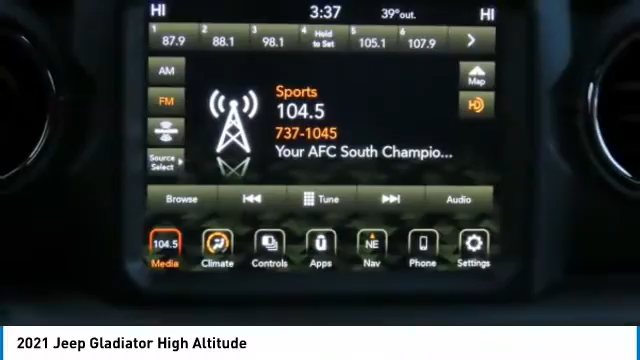 HI 3:37 39°out. HI
1 87.9 2 88.1 3 98.1 4 Hold to Set 5 105.1 6 107.9
AM
Map
FM
Sports
104.5
737-1045
Your AFC South Champio...
Source Select
Browse Tune Audio
104.5 NE
Media Climate Controls Apps Nav Phone Settings
2021 Jeep Gladiator High Altitude